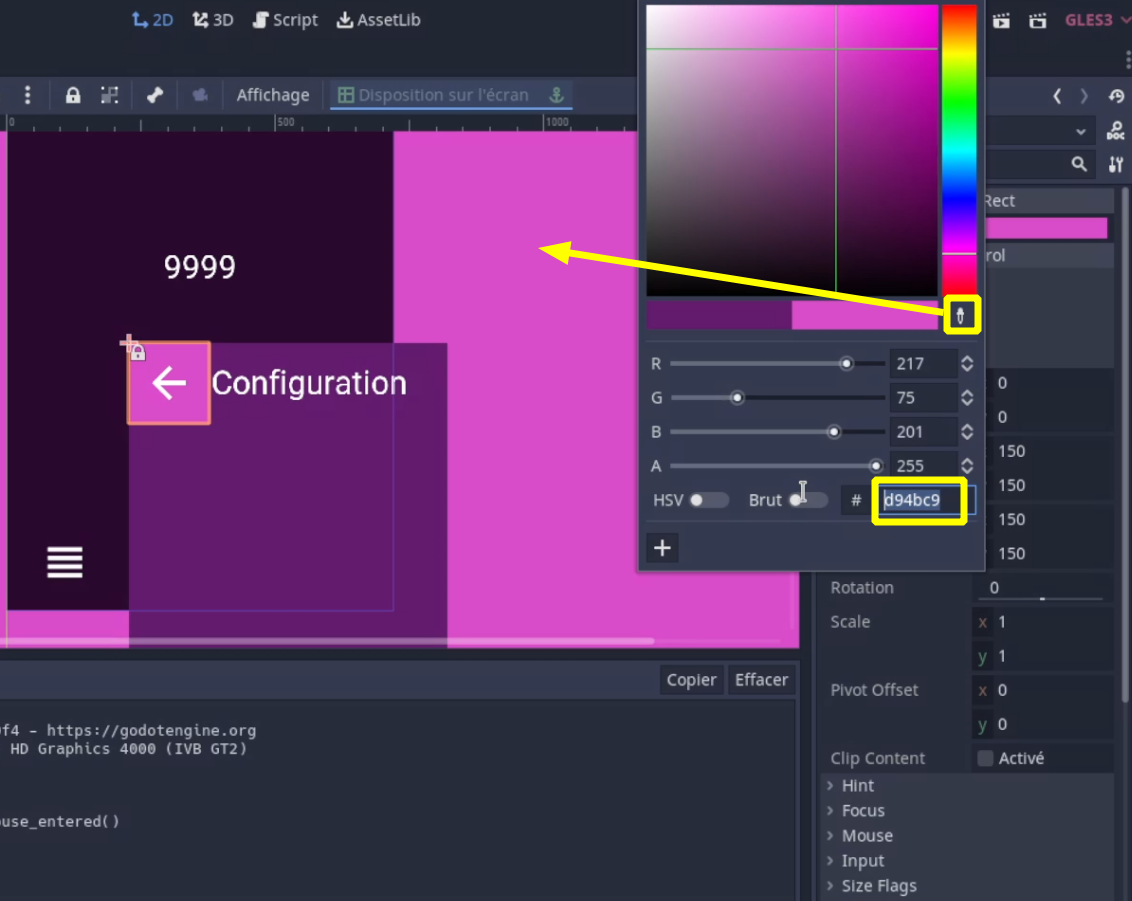 2D 3D Script AssetLib GLES3
Affichage Disposition sur l'écran
0 500 1000
9999
Configuration
Rect
rol
R 217
G 75
B 201
A 255
HSV Brut # d94bc9
+
0
0
150
150
150
150
Rotation 0
Scale x 1
y 1
Pivot Offset x 0
y 0
Clip Content Activé
Hint
Focus
Mouse
Input
Size Flags
Copier Effacer
0f4 - https://godotengine.org
HD Graphics 4000 (IVB GT2)
use_entered()
DOC